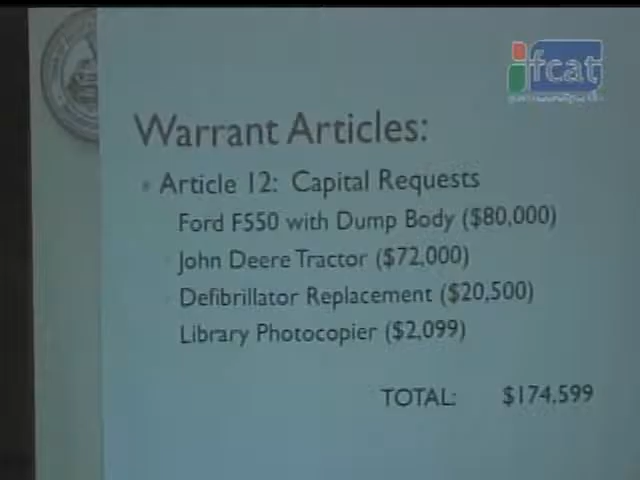 fcat
Warrant Articles:
Article 12: Capital Requests
Ford F550 with Dump Body ($80,000)
John Deere Tractor ($72,000)
Defibrillator Replacement ($20,500)
Library Photocopier ($2,099)
TOTAL: $174,599